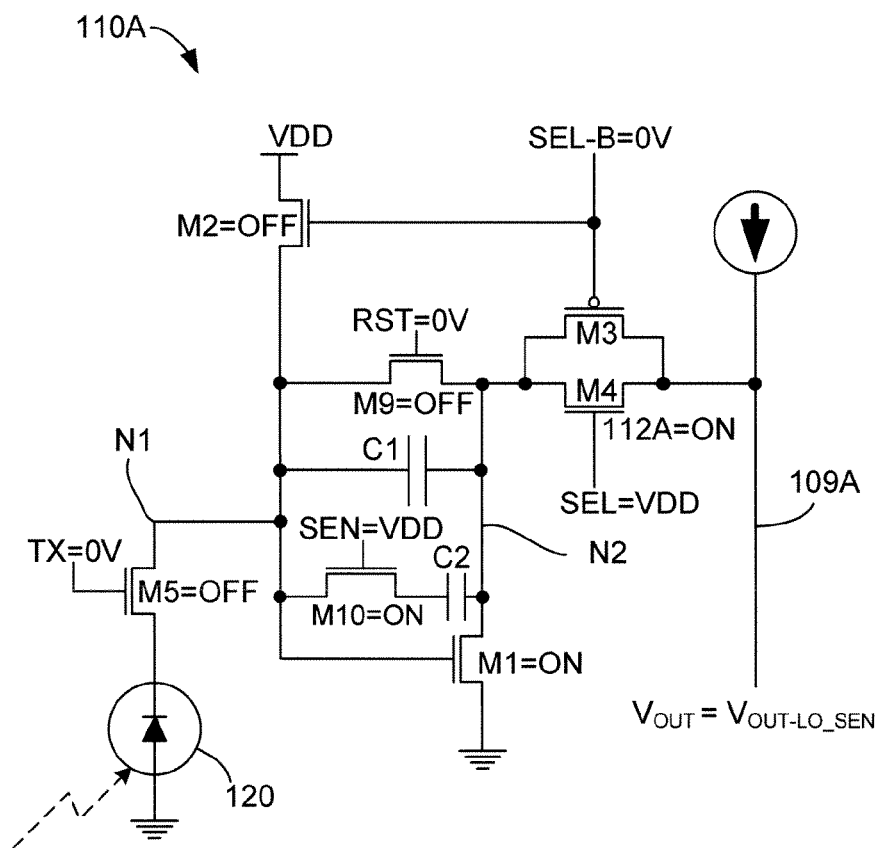 110A
VDD
SEL-B=0V
M2=OFF
RST=0V
M3
M9=OFF
M4
112A=ON
N1
C1
SEL=VDD
109A
SEN=VDD
C2
N2
TX=0V
M5=OFF
M10=ON
M1=ON
VOUT = VOUT-LO_SEN
120